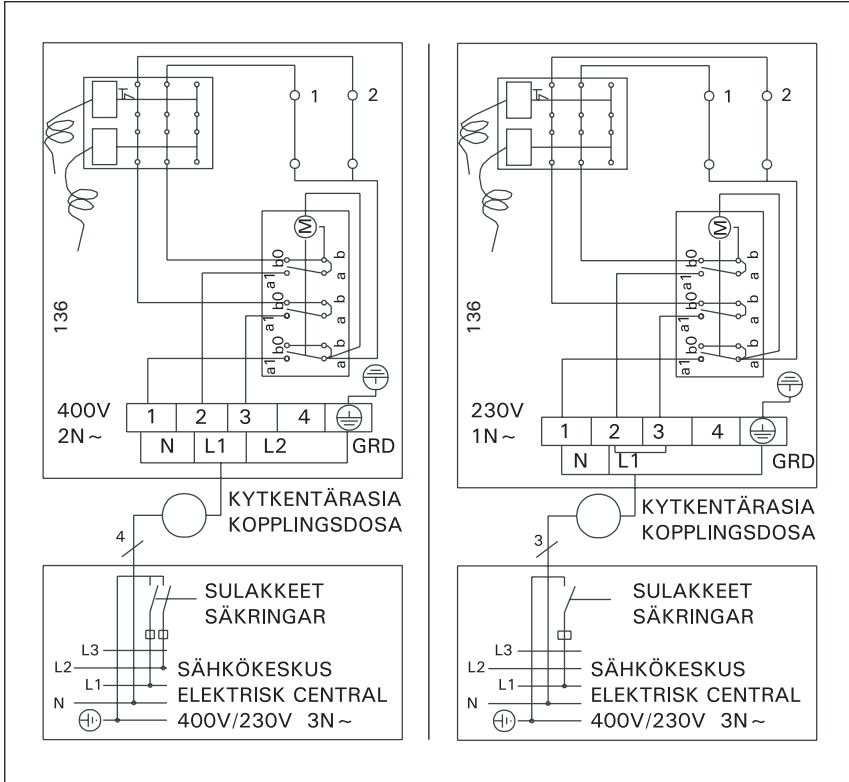 1
2
M
b0
b
a1
a
b0
b
a1
a
b0
b
a1
a
136
400V
2N~
1 2 3 4
N L1 L2 GRD
KYTKENTÄRASIA
KOPPLINGSDOSA
4
SULAKKEET
SÄKRINGAR
L3
L2
L1
N
SÄHKÖKESKUS
ELEKTRISK CENTRAL
400V/230V 3N~
1
2
M
b0
b
a1
a
b0
b
a1
a
b0
b
a1
a
136
230V
1N~
1 2 3 4
N L1 GRD
KYTKENTÄRASIA
KOPPLINGSDOSA
3
SULAKKEET
SÄKRINGAR
L3
L2
L1
N
SÄHKÖKESKUS
ELEKTRISK CENTRAL
400V/230V 3N~